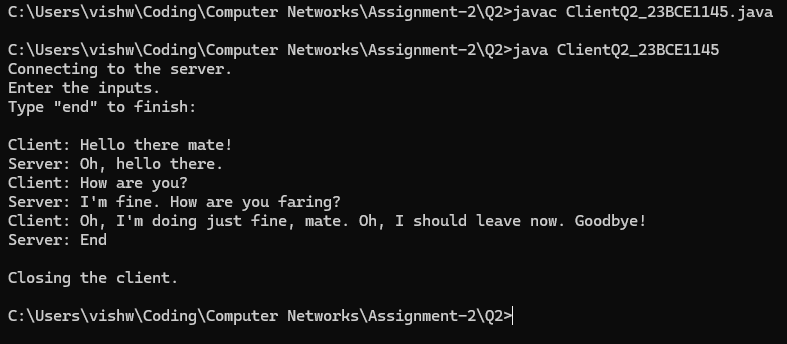 C:\Users\vishw\Coding\Computer Networks\Assignment-2\Q2>javac ClientQ2_23BCE1145.java
C:\Users\vishw\Coding\Computer Networks\Assignment-2\Q2>java ClientQ2_23BCE1145
Connecting to the server.
Enter the inputs.
Type "end" to finish:
Client: Hello there mate!
Server: Oh, hello there.
Client: How are you?
Server: I'm fine. How are you faring?
Client: Oh, I'm doing just fine, mate. Oh, I should leave now. Goodbye!
Server: End
Closing the client.
C:\Users\vishw\Coding\Computer Networks\Assignment-2\Q2>